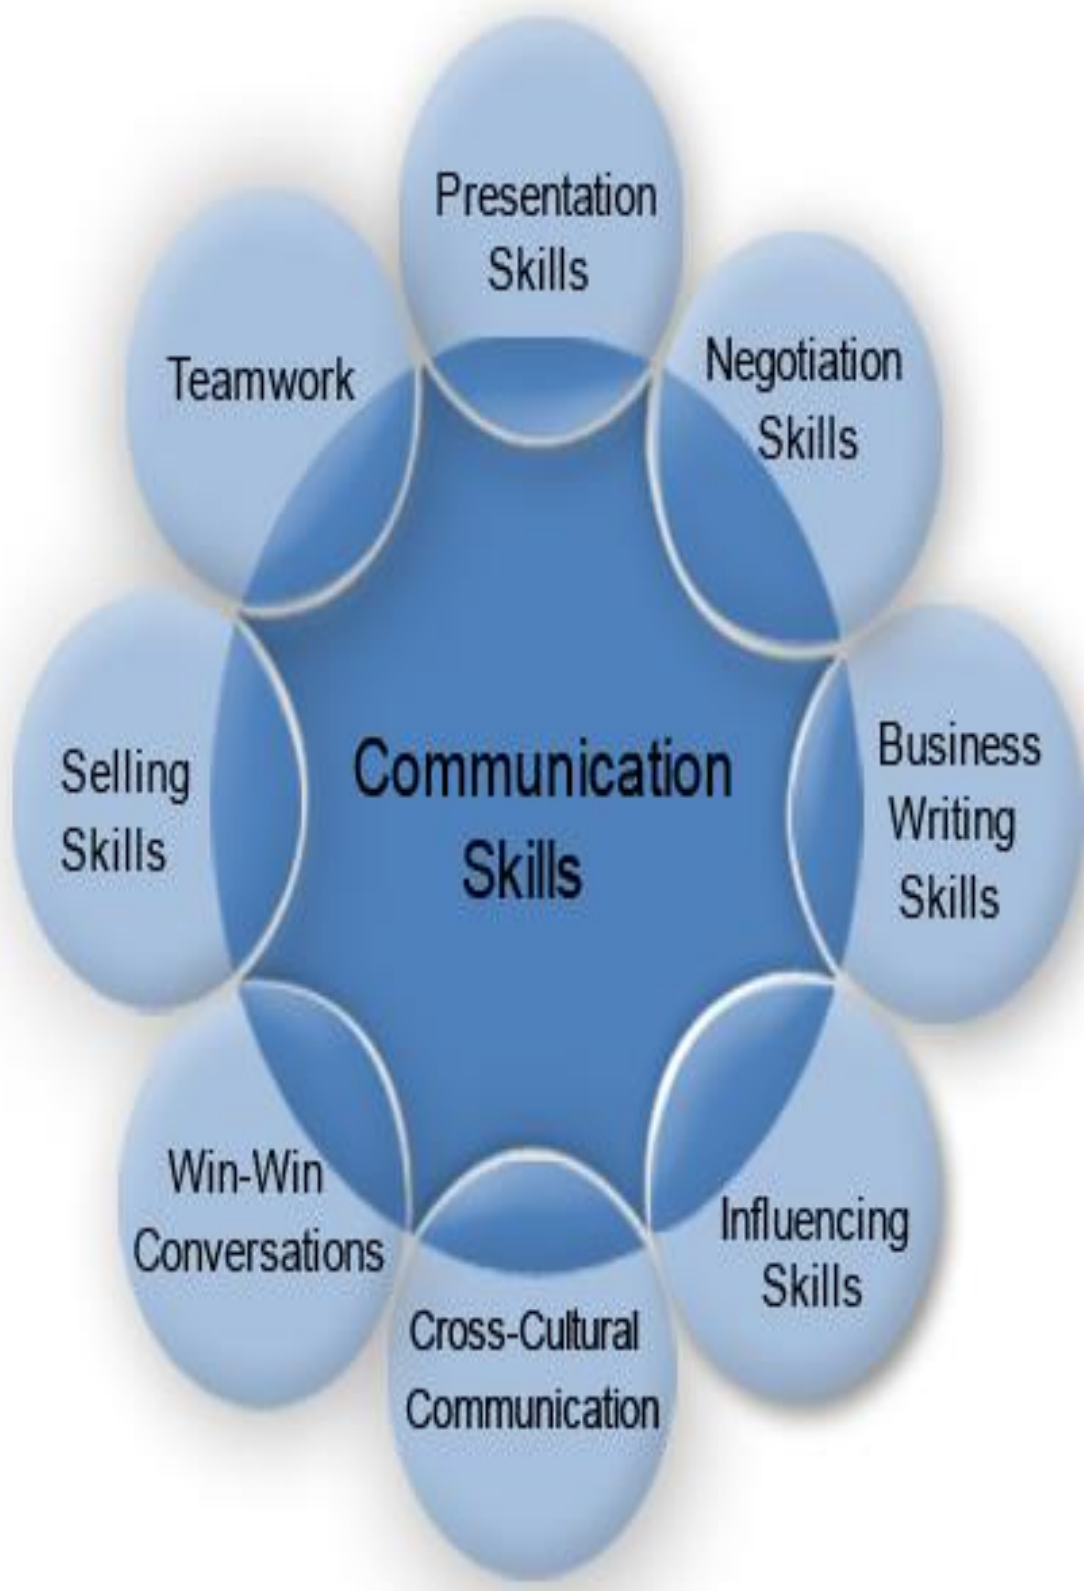 Presentation
Skills
Negotiation
Skills
Business
Writing
Skills
Influencing
Skills
Cross-Cultural
Communication
Win-Win
Conversations
Selling
Skills
Teamwork
Communication
Skills